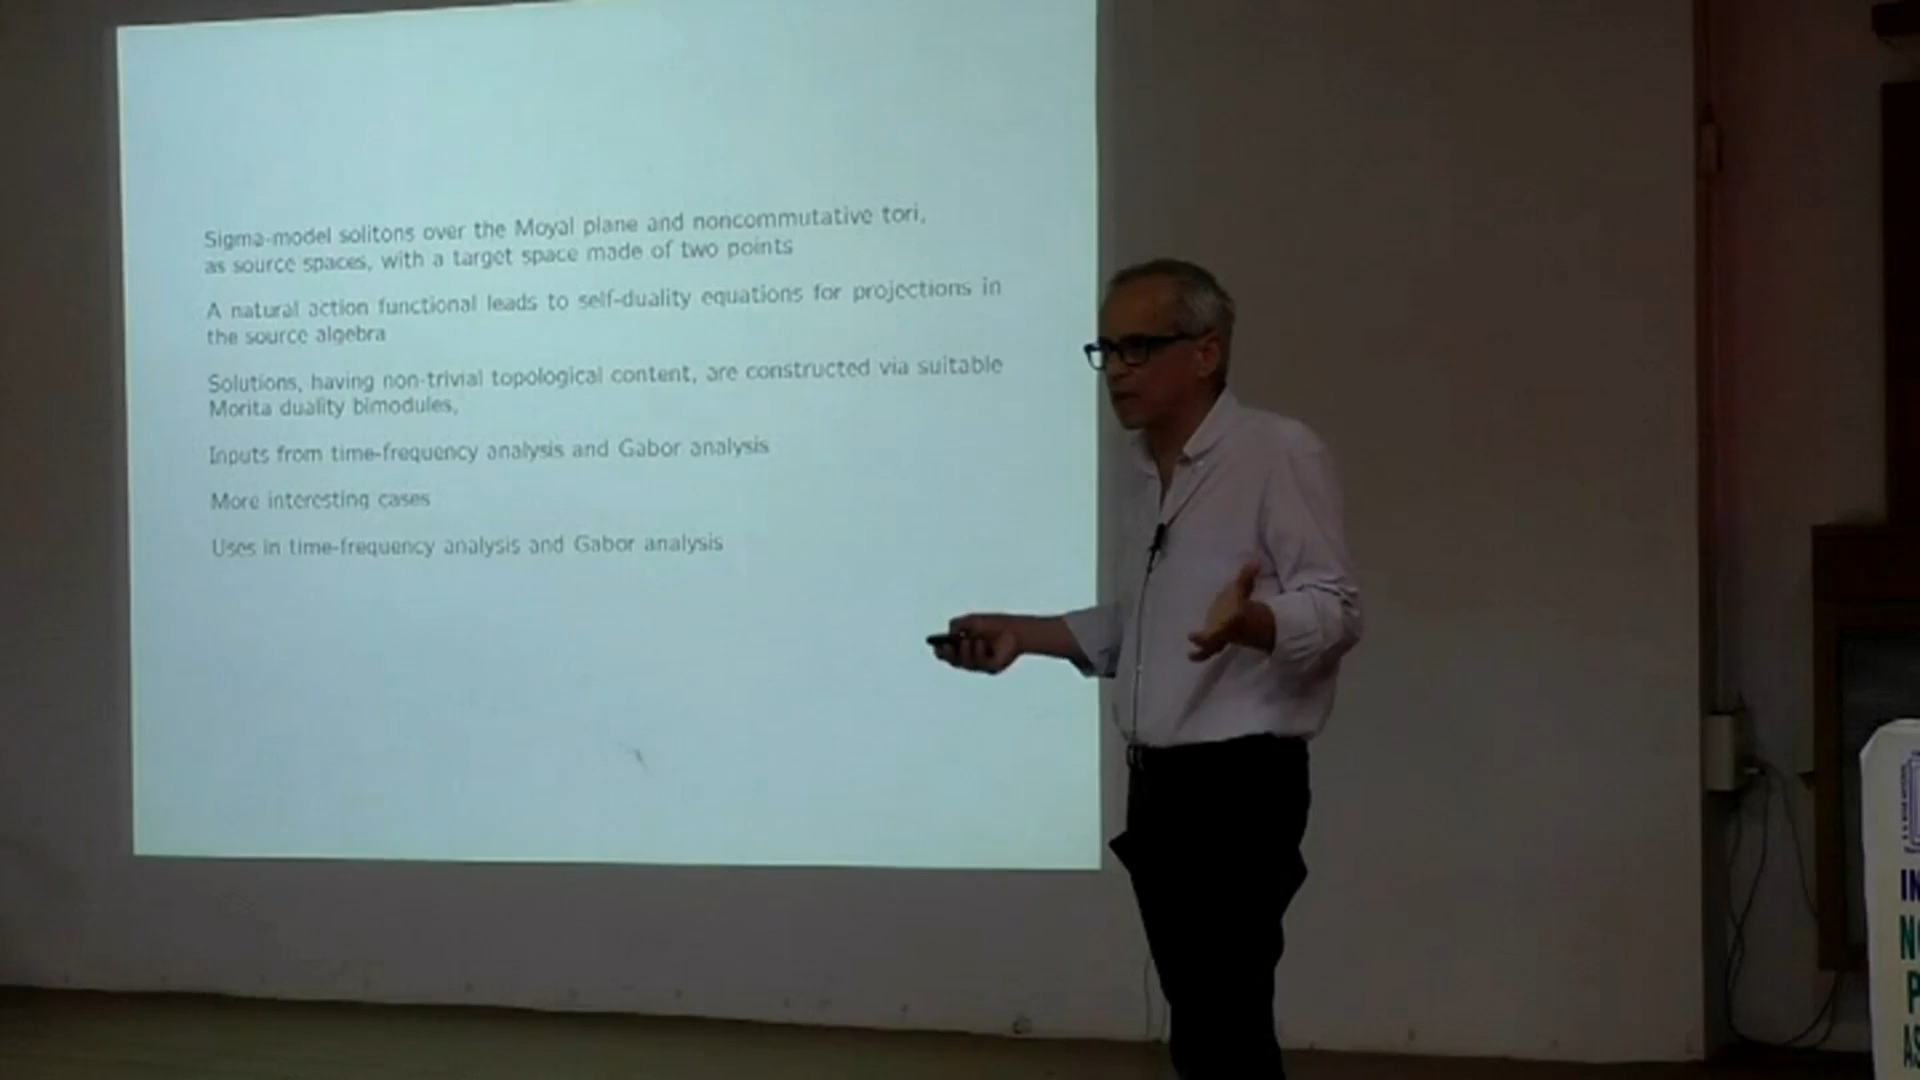 Sigma-model solitons over the Moyal plane and noncommutative tori,
as source spaces, with a target space made of two points
A natural action functional leads to self-duality equations for projections in
the source algebra
Solutions, having non-trivial topological content, are constructed via suitable
Morita duality bimodules,
Inputs from time-frequency analysis and Gabor analysis
More interesting cases
Uses in time-frequency analysis and Gabor analysis